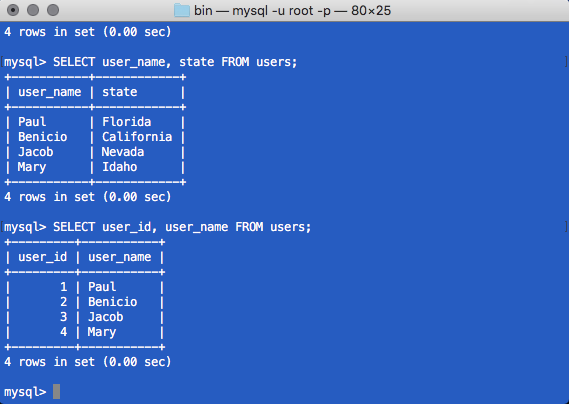 bin — mysql -u root -p — 80×25
4 rows in set (0.00 sec)
mysql> SELECT user_name, state FROM users;
+-----------+------------+
| user_name | state      |
+-----------+------------+
| Paul      | Florida    |
| Benicio   | California |
| Jacob     | Nevada     |
| Mary      | Idaho      |
+-----------+------------+
4 rows in set (0.00 sec)
mysql> SELECT user_id, user_name FROM users;
+---------+-----------+
| user_id | user_name |
+---------+-----------+
|       1 | Paul      |
|       2 | Benicio   |
|       3 | Jacob     |
|       4 | Mary      |
+---------+-----------+
4 rows in set (0.00 sec)
mysql>